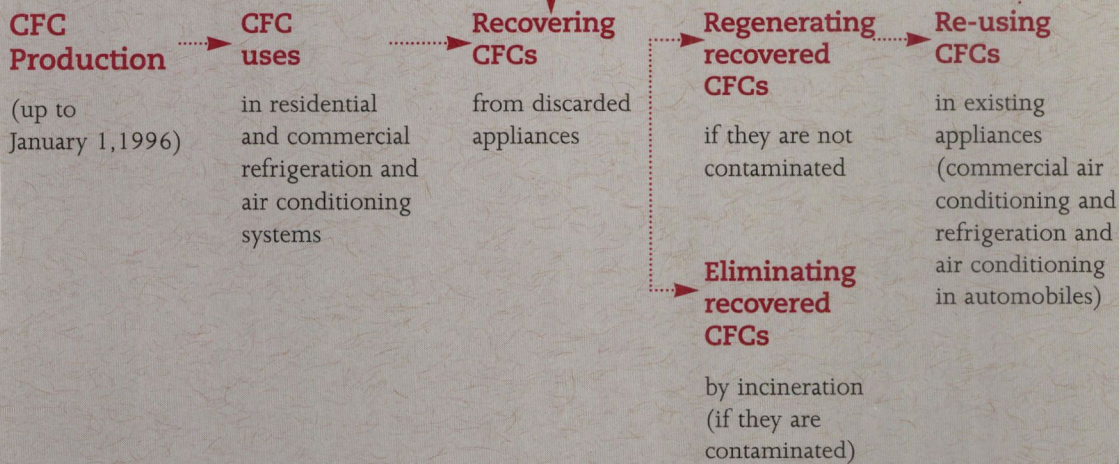 CFC
Production
(up to
January 1,1996)
CFC
uses
in residential
and commercial
refrigeration and
air conditioning
systems
Recovering
CFCs
from discarded
appliances
Regenerating
recovered
CFCs
if they are not
contaminated
Re-using
CFCs
in existing
appliances
(commercial air
conditioning and
refrigeration and
air conditioning
in automobiles)
Eliminating
recovered
CFCs
by incineration
(if they are
contaminated)